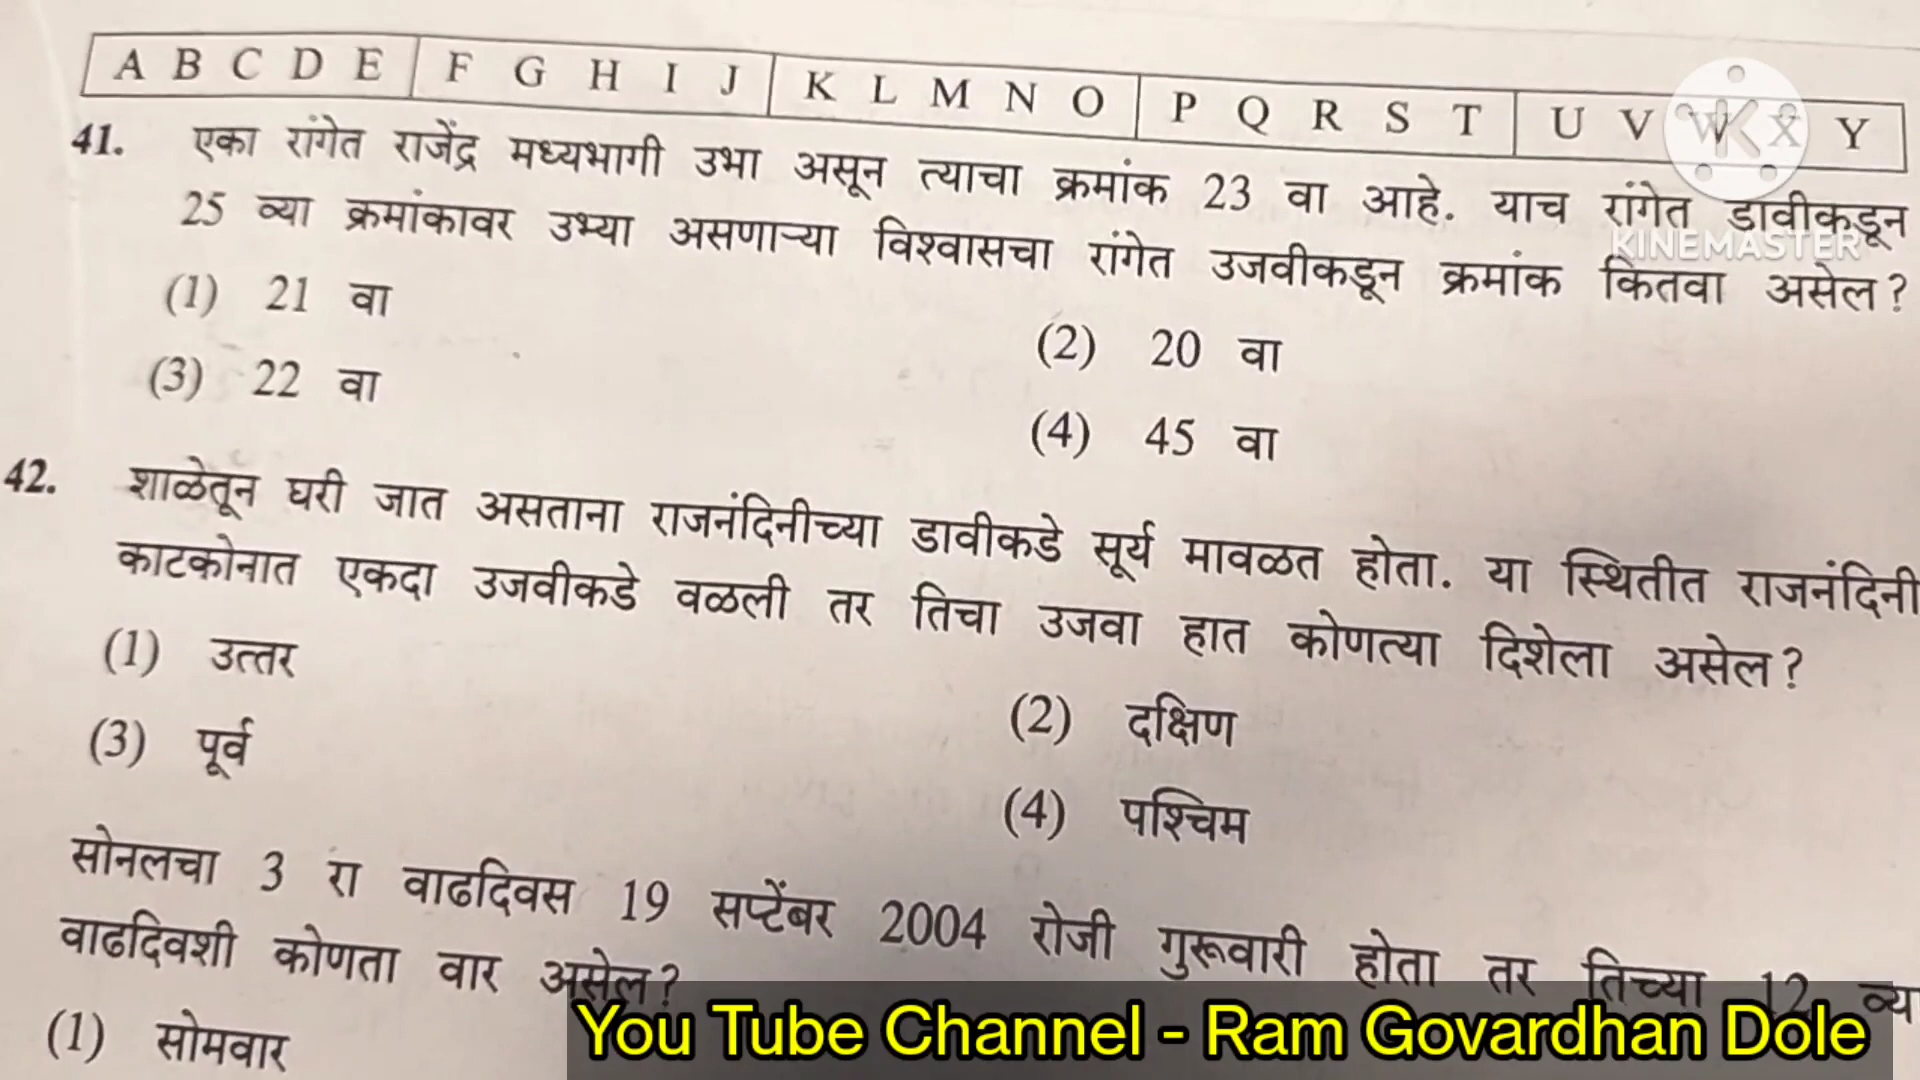 A B C D E F G H I J K L M N O P Q R S T U V W X Y
41. एका रांगेत राजेंद्र मध्यभागी उभा असून त्याचा क्रमांक 23 वा आहे. याच रांगेत डावीकडून
25 व्या क्रमांकावर उभ्या असणाऱ्या विश्वासचा रांगेत उजवीकडून क्रमांक कितवा असेल?
(1) 21 वा
(2) 20 वा
(3) 22 वा
(4) 45 वा
KINEMASTER
42. शाळेतून घरी जात असताना राजनंदिनीच्या डावीकडे सूर्य मावळत होता. या स्थितीत राजनंदिनी
काटकोनात एकदा उजवीकडे वळली तर तिचा उजवा हात कोणत्या दिशेला असेल?
(1) उत्तर
(2) दक्षिण
(3) पूर्व
(4) पश्चिम
सोनलचा 3 रा वाढदिवस 19 सप्टेंबर 2004 रोजी गुरूवारी होता तर तिच्या 12 व्या
वाढदिवशी कोणता वार असेल?
(1) सोमवार
You Tube Channel - Ram Govardhan Dole